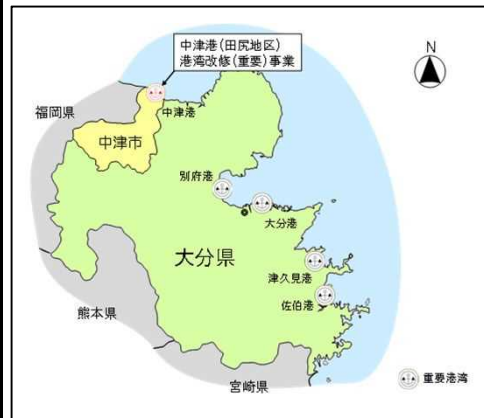 中津港(田尻地区)
港湾改修(重要)事業
N
福岡県
中津港
中津市
別府港
大分港
大分県
津久見港
佐伯港
熊本県
宮崎県
重要港湾